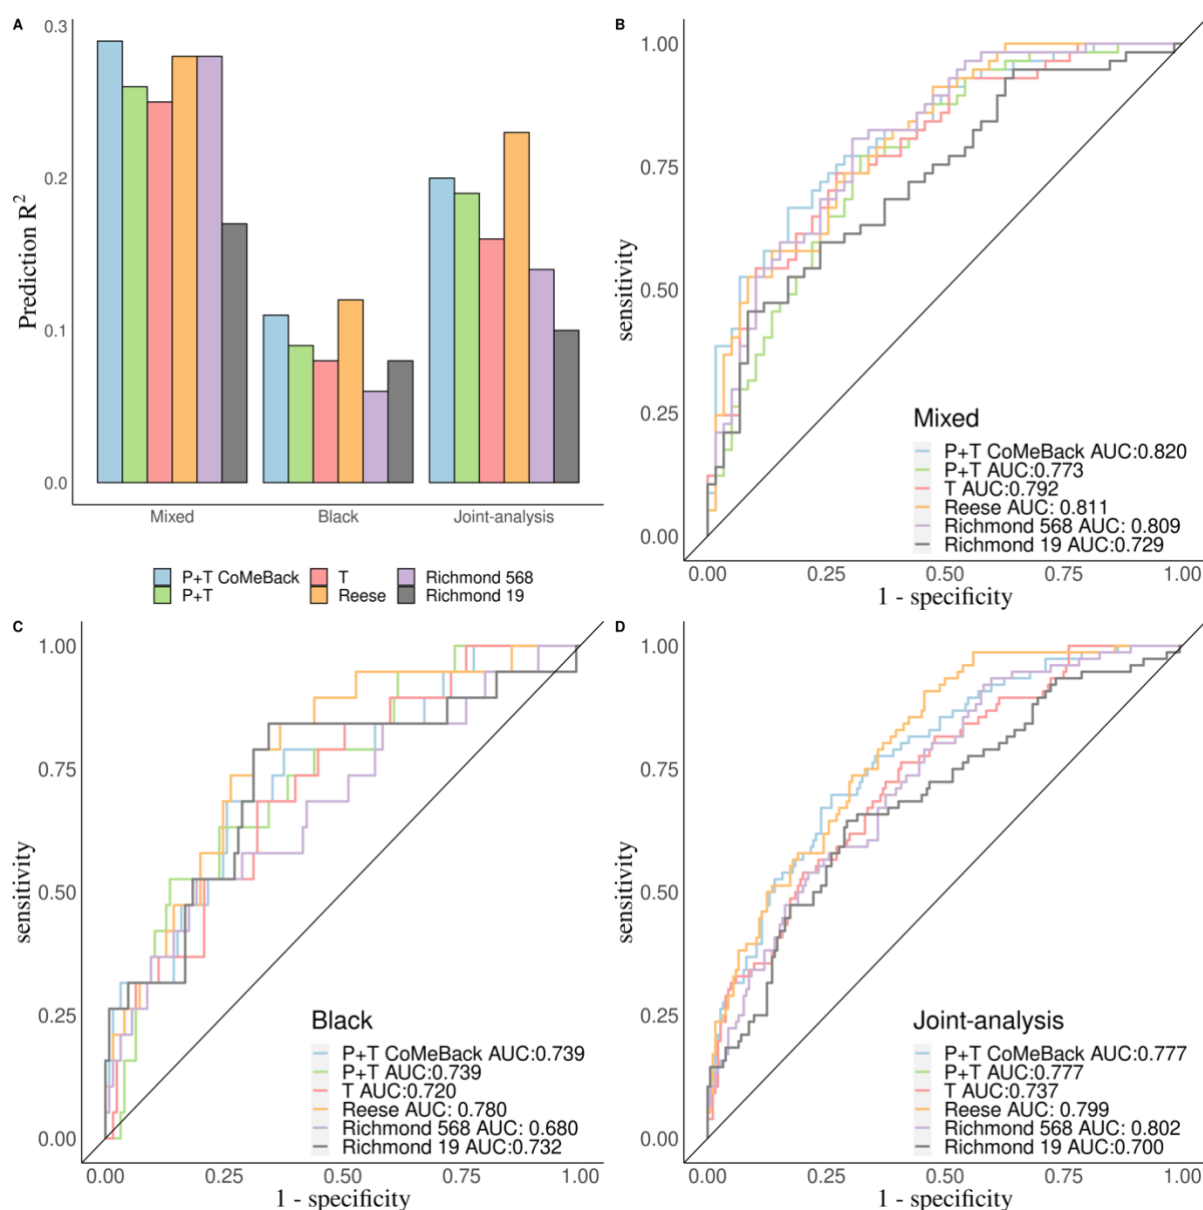 A
0.3
0.2
0.1
0.0
Prediction R²
Mixed Black Joint-analysis
P+T CoMeBack T Richmond 568
P+T Reese Richmond 19
B
1.00
0.75
0.50
0.25
0.00
sensitivity
Mixed
P+T CoMeBack AUC:0.820
P+T AUC:0.773
T AUC:0.792
Reese AUC: 0.811
Richmond 568 AUC: 0.809
Richmond 19 AUC:0.729
0.00 0.25 0.50 0.75 1.00
1 - specificity
C
1.00
0.75
0.50
0.25
0.00
sensitivity
Black
P+T CoMeBack AUC:0.739
P+T AUC:0.739
T AUC:0.720
Reese AUC: 0.780
Richmond 568 AUC: 0.680
Richmond 19 AUC:0.732
0.00 0.25 0.50 0.75 1.00
1 - specificity
D
1.00
0.75
0.50
0.25
0.00
sensitivity
Joint-analysis
P+T CoMeBack AUC:0.777
P+T AUC:0.777
T AUC:0.737
Reese AUC: 0.799
Richmond 568 AUC: 0.802
Richmond 19 AUC:0.700
0.00 0.25 0.50 0.75 1.00
1 - specificity